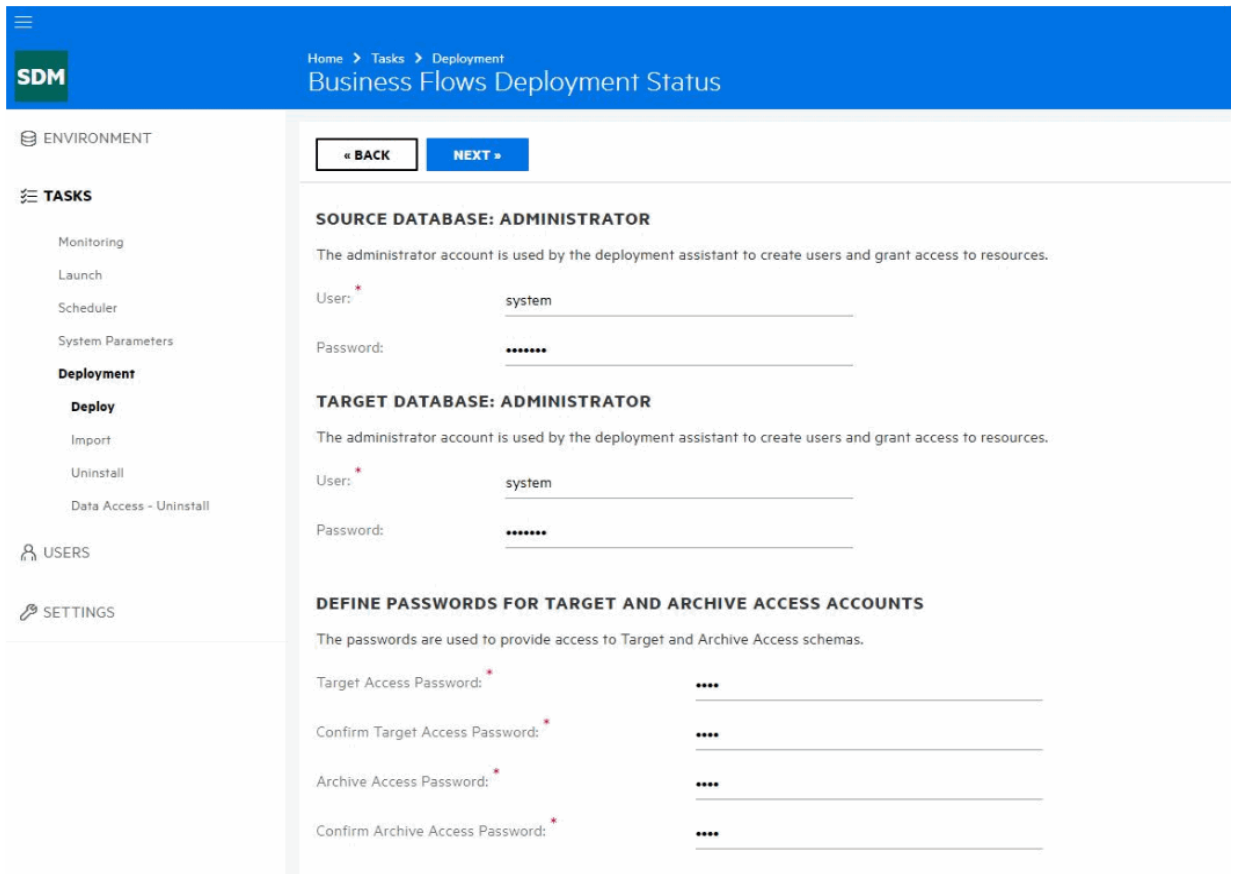 SDM
Home > Tasks > Deployment
Business Flows Deployment Status
ENVIRONMENT
TASKS
Monitoring
Launch
Scheduler
System Parameters
Deployment
Deploy
Import
Uninstall
Data Access - Uninstall
USERS
SETTINGS
« BACK
NEXT »
SOURCE DATABASE: ADMINISTRATOR
The administrator account is used by the deployment assistant to create users and grant access to resources.
User: * system
Password: •••••••
TARGET DATABASE: ADMINISTRATOR
The administrator account is used by the deployment assistant to create users and grant access to resources.
User: * system
Password: •••••••
DEFINE PASSWORDS FOR TARGET AND ARCHIVE ACCESS ACCOUNTS
The passwords are used to provide access to Target and Archive Access schemas.
Target Access Password: * ••••
Confirm Target Access Password: * ••••
Archive Access Password: * ••••
Confirm Archive Access Password: * ••••